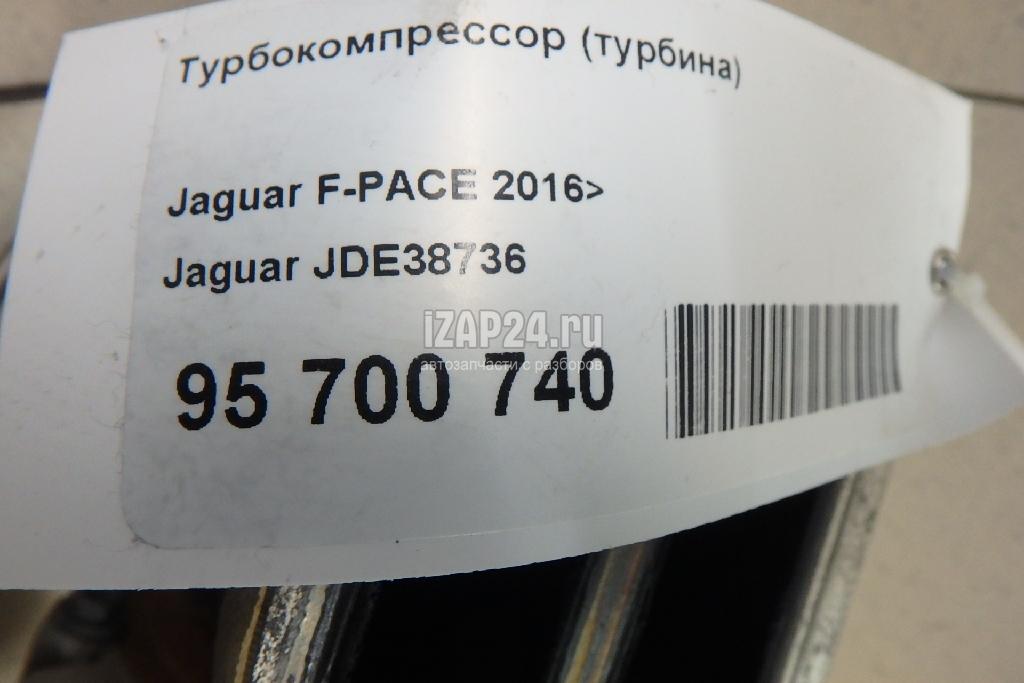 Турбокомпрессор (турбина)
Jaguar F-PACE 2016>
Jaguar JDE38736
iZAP24.ru
автозапчасти с разборов
95 700 740